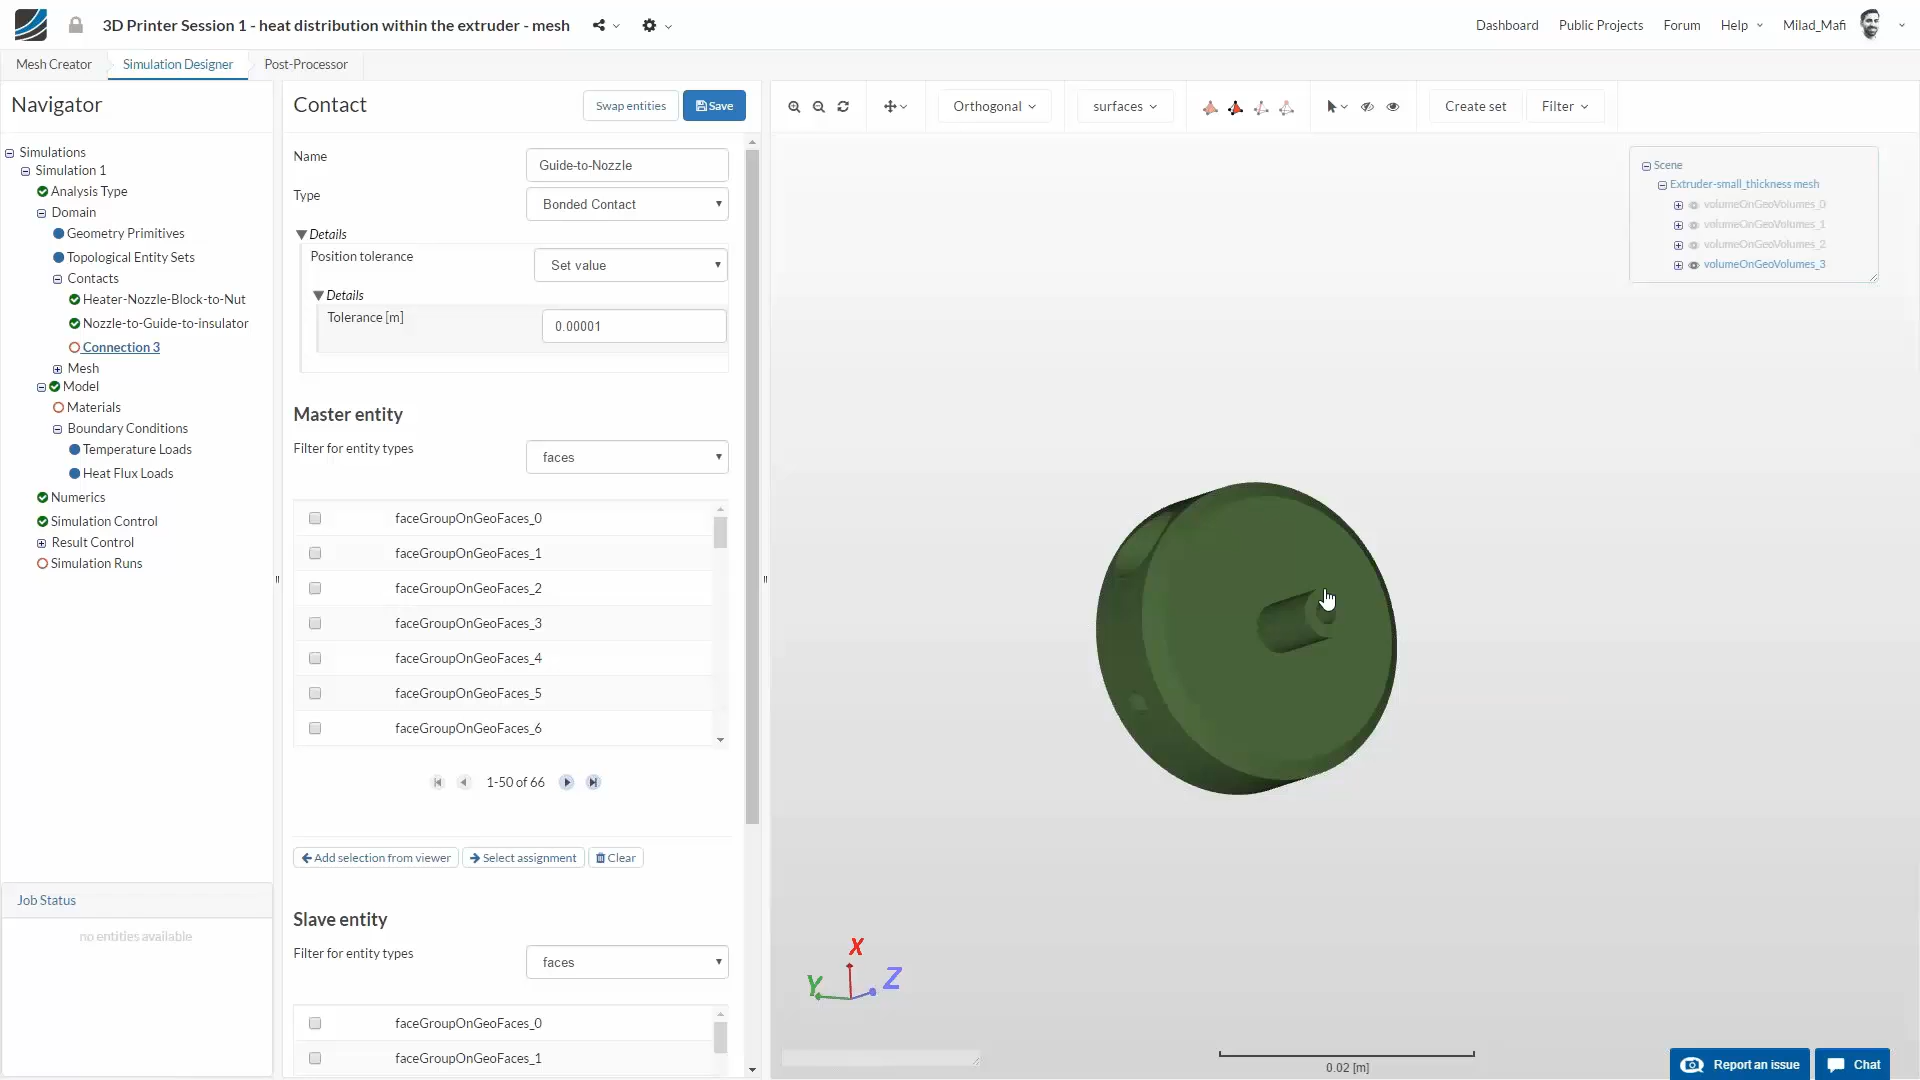 3D Printer Session 1 - heat distribution within the extruder - mesh
Dashboard
Public Projects
Forum
Help
Milad_Mafi
Mesh Creator
Simulation Designer
Post-Processor
Navigator
Simulations
Simulation 1
Analysis Type
Domain
Geometry Primitives
Topological Entity Sets
Contacts
Heater-Nozzle-Block-to-Nut
Nozzle-to-Guide-to-insulator
Connection 3
Mesh
Model
Materials
Boundary Conditions
Temperature Loads
Heat Flux Loads
Numerics
Simulation Control
Result Control
Simulation Runs
Job Status
no entities available
Contact
Swap entities
Save
Name
Guide-to-Nozzle
Type
Bonded Contact
Details
Position tolerance
Set value
Details
Tolerance [m]
0.00001
Master entity
Filter for entity types
faces
faceGroupOnGeoFaces_0
faceGroupOnGeoFaces_1
faceGroupOnGeoFaces_2
faceGroupOnGeoFaces_3
faceGroupOnGeoFaces_4
faceGroupOnGeoFaces_5
faceGroupOnGeoFaces_6
1-50 of 66
Add selection from viewer
Select assignment
Clear
Slave entity
Filter for entity types
faces
faceGroupOnGeoFaces_0
faceGroupOnGeoFaces_1
Orthogonal
surfaces
Create set
Filter
Scene
Extruder-small_thickness mesh
volumeOnGeoVolumes_0
volumeOnGeoVolumes_1
volumeOnGeoVolumes_2
volumeOnGeoVolumes_3
X
Y
Z
0.02 [m]
Report an issue
Chat